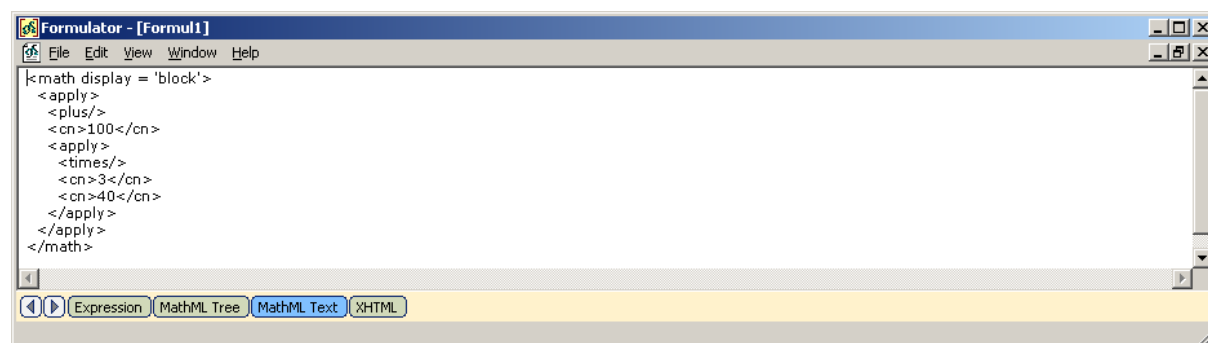 Formulator - [Formul1]
File Edit View Window Help
<math display = 'block'>
<apply>
<plus/>
<cn>100</cn>
<apply>
<times/>
<cn>3</cn>
<cn>40</cn>
</apply>
</apply>
</math>
Expression MathML Tree MathML Text XHTML